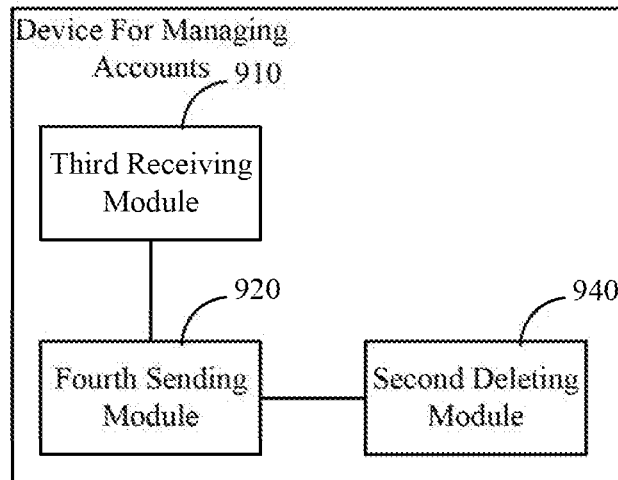 Device For Managing
Accounts
910
Third Receiving
Module
920
Fourth Sending
Module
940
Second Deleting
Module